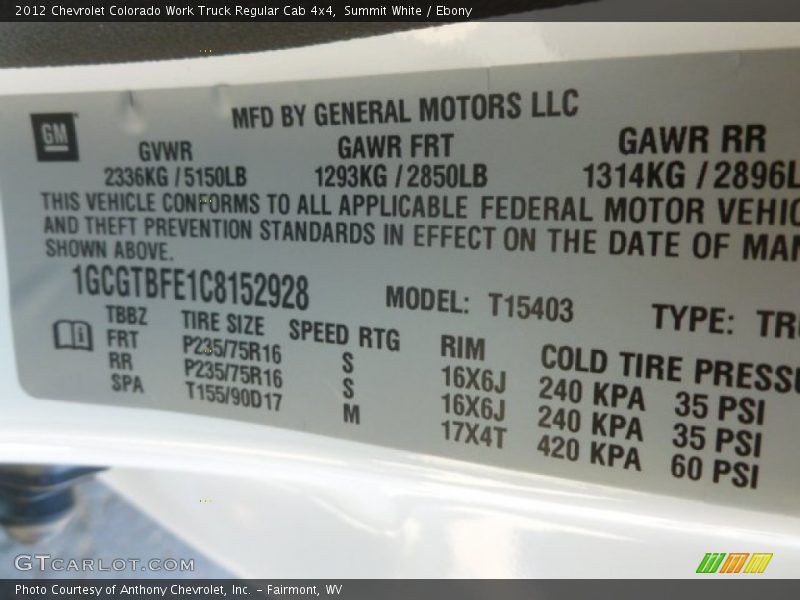 2012 Chevrolet Colorado Work Truck Regular Cab 4x4, Summit White / Ebony
GM
MFD BY GENERAL MOTORS LLC
GVWR GAWR FRT GAWR RR
2336KG / 5150LB 1293KG / 2850LB 1314KG / 2896L
THIS VEHICLE CONFORMS TO ALL APPLICABLE FEDERAL MOTOR VEHIC
AND THEFT PREVENTION STANDARDS IN EFFECT ON THE DATE OF MAN
SHOWN ABOVE.
1GCGTBFE1C8152928 MODEL: T15403 TYPE: TR
TBBZ TIRE SIZE SPEED RTG RIM COLD TIRE PRESSU
FRT P235/75R16 S 16X6J 240 KPA 35 PSI
RR P235/75R16 S 16X6J 240 KPA 35 PSI
SPA T155/90D17 M 17X4T 420 KPA 60 PSI
GTCARLOT.COM
Photo Courtesy of Anthony Chevrolet, Inc. – Fairmont, WV